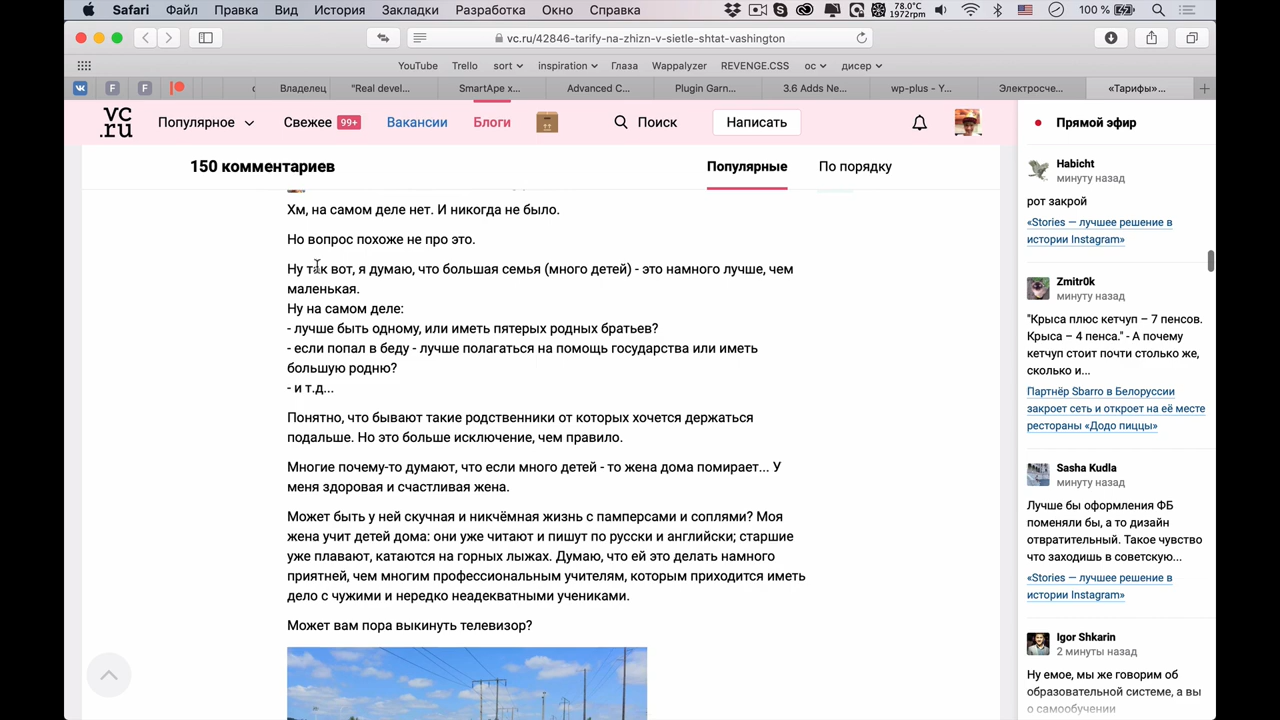 Safari Файл Правка Вид История Закладки Разработка Окно Справка 78.0°C 1972rpm 100 %
vc.ru/42846-tarify-na-zhizn-v-sietle-shtat-vashington
YouTube Trello sort inspiration Глаза Wappalyzer REVENGE.CSS ос дисер
Владелец "Real devel... SmartApe x... Advanced C... Plugin Garn... 3.6 Adds Ne... wp-plus - Y... Электросче... «Тарифы»...
vc.ru Популярное Свежее 99+ Вакансии Блоги Поиск Написать
150 комментариев Популярные По порядку
Хм, на самом деле нет. И никогда не было.
Но вопрос похоже не про это.
Ну так вот, я думаю, что большая семья (много детей) - это намного лучше, чем
маленькая.
Ну на самом деле:
- лучше быть одному, или иметь пятерых родных братьев?
- если попал в беду - лучше полагаться на помощь государства или иметь
большую родню?
- и т.д...
Понятно, что бывают такие родственники от которых хочется держаться
подальше. Но это больше исключение, чем правило.
Многие почему-то думают, что если много детей - то жена дома помирает... У
меня здоровая и счастливая жена.
Может быть у ней скучная и никчёмная жизнь с памперсами и соплями? Моя
жена учит детей дома: они уже читают и пишут по русски и английски; старшие
уже плавают, катаются на горных лыжах. Думаю, что ей это делать намного
приятней, чем многим профессиональным учителям, которым приходится иметь
дело с чужими и нередко неадекватными учениками.
Может вам пора выкинуть телевизор?
Прямой эфир
Habicht
минуту назад
рот закрой
«Stories — лучшее решение в
истории Instagram»
Zmitr0k
минуту назад
"Крыса плюс кетчуп – 7 пенсов.
Крыса – 4 пенса." - А почему
кетчуп стоит почти столько же,
сколько и...
Партнёр Sbarro в Белоруссии
закроет сеть и откроет на её месте
рестораны «Додо пиццы»
Sasha Kudla
минуту назад
Лучше бы оформления ФБ
поменяли бы, а то дизайн
отвратительный. Такое чувство
что заходишь в советскую...
«Stories — лучшее решение в
истории Instagram»
Igor Shkarin
2 минуты назад
Ну емое, мы же говорим об
образовательной системе, а вы
о самообучении